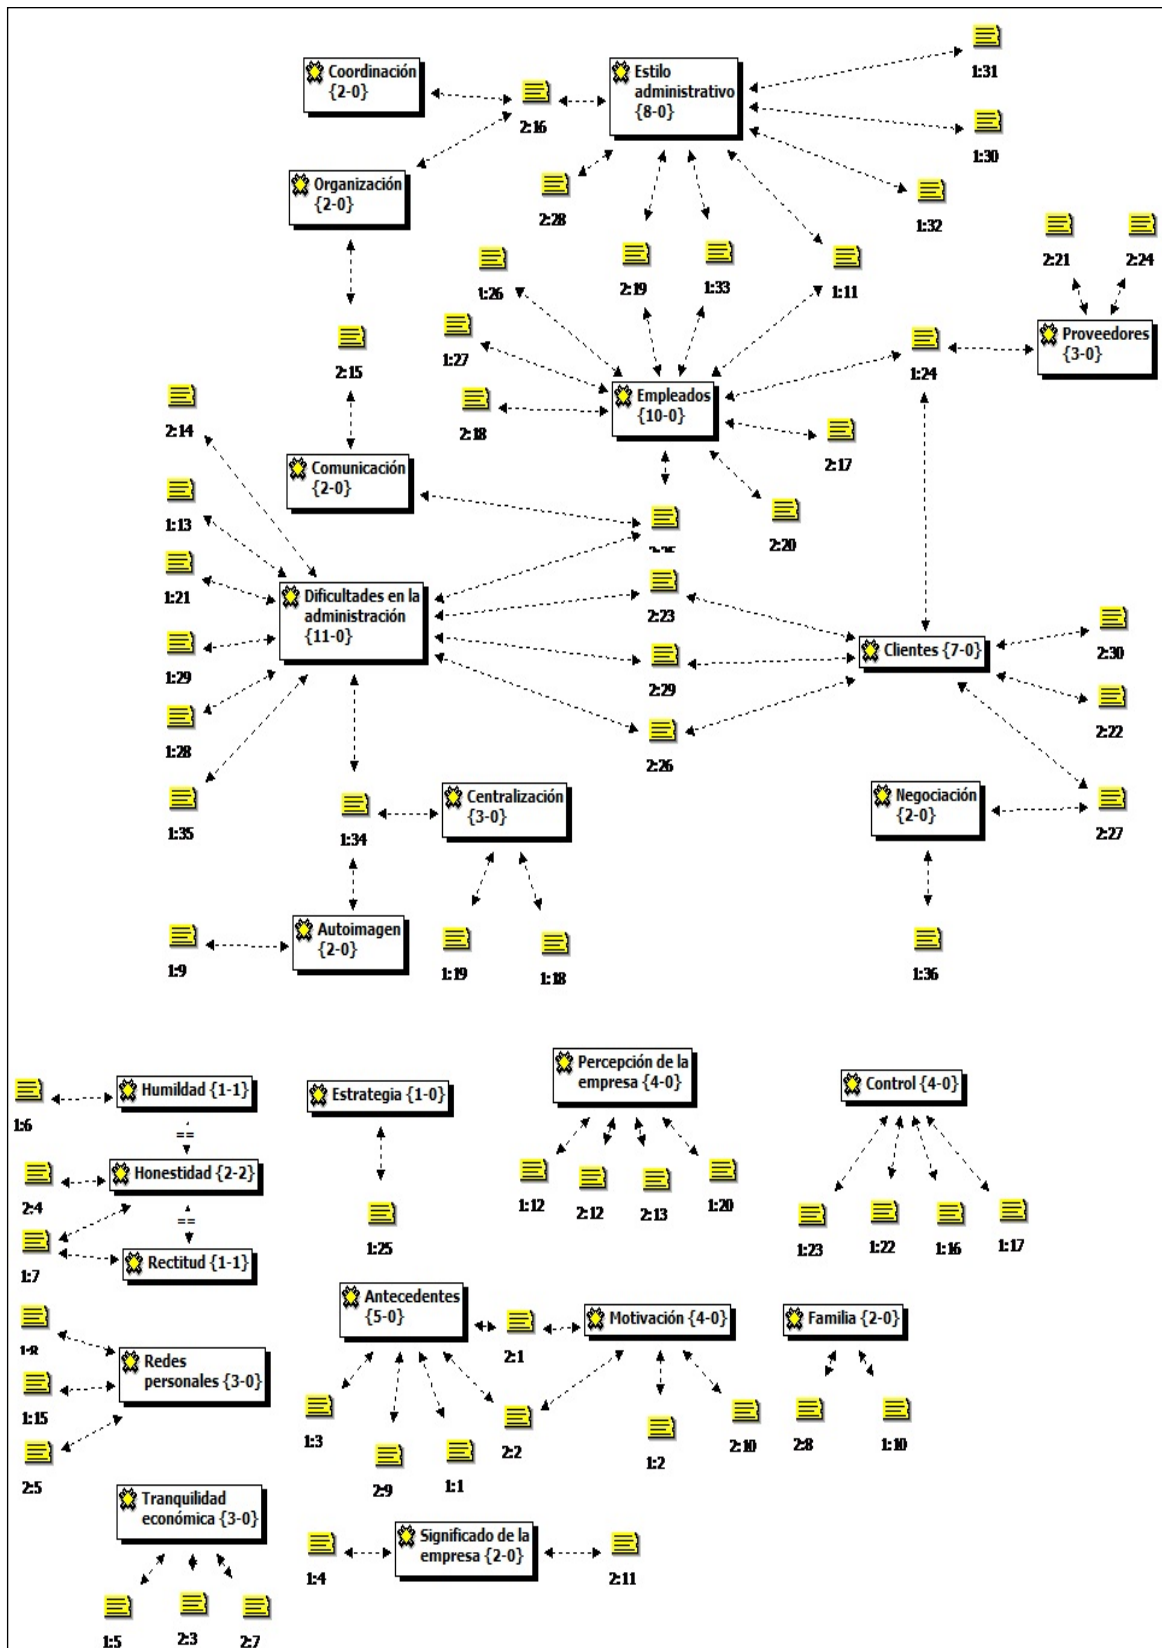 1:31
Coordinación
{2-0}
Estilo
administrativo
{8-0}
2:16
1:30
Organización
{2-0}
2:28
1:32
1:26
2:19
1:33
1:11
2:21
2:24
1:27
2:15
1:24
Proveedores
{3-0}
2:14
2:18
Empleados
{10-0}
2:17
Comunicación
{2-0}
1:13
2:20
1:21
2:23
Dificultades en la
administración
{11-0}
Clientes {7-0}
2:30
1:29
2:29
2:22
1:28
2:26
1:35
1:34
Centralización
{3-0}
Negociación
{2-0}
2:27
1:9
Autoimagen
{2-0}
1:19
1:18
1:36
1:6
Humildad {1-1}
==
Estrategia {1-0}
Percepción de la
empresa {4-0}
Control {4-0}
2:4
Honestidad {2-2}
==
1:12
2:12
2:13
1:20
1:7
Rectitud {1-1}
1:25
1:23
1:22
1:16
1:17
1:8
Redes
personales {3-0}
Antecedentes
{5-0}
2:1
Motivación {4-0}
Familia {2-0}
1:15
1:3
2:9
1:1
2:2
1:2
2:10
2:8
1:10
2:5
Tranquilidad
económica {3-0}
1:4
Significado de la
empresa {2-0}
2:11
1:5
2:3
2:7